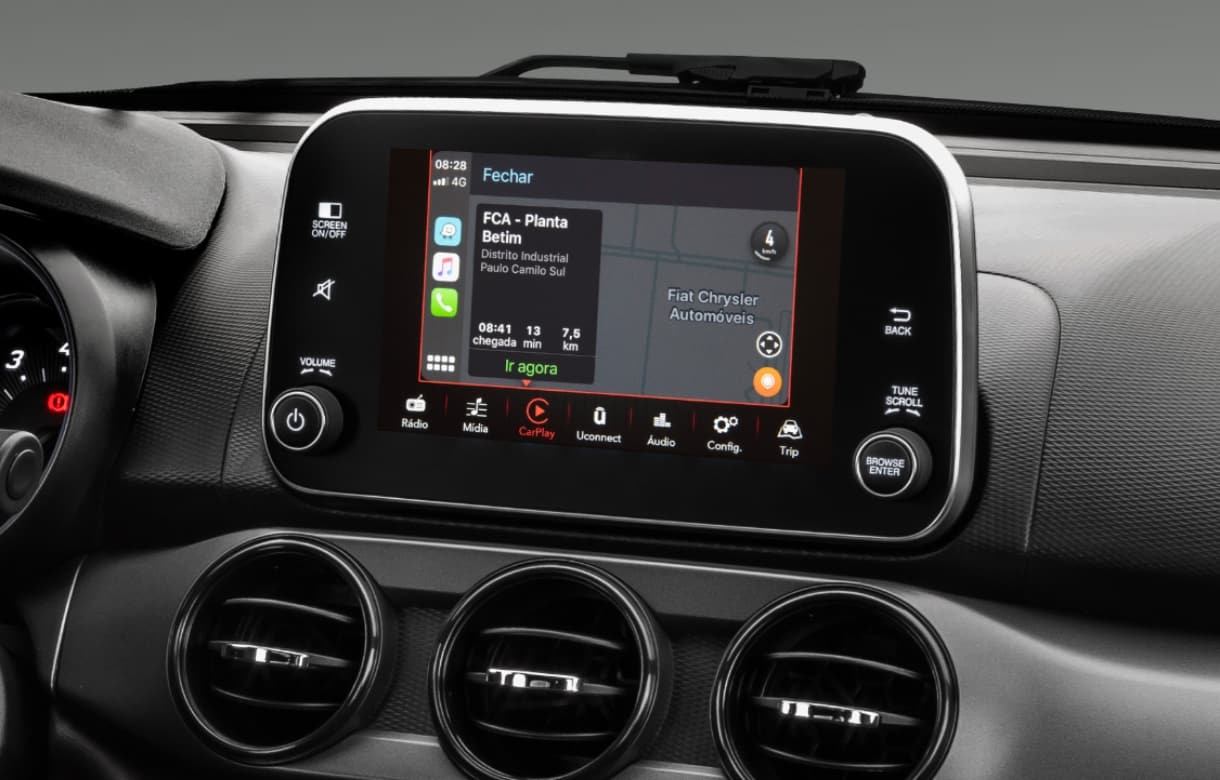 08:28
4G
Fechar
FCA - Planta
Betim
Distrito Industrial
Paulo Camilo Sul
08:41 13 7,5
chegada min km
Ir agora
4
km/h
Fiat Chrysler
Automóveis
Rádio
Mídia
CarPlay
Uconnect
Áudio
Config.
Trip
SCREEN
ON/OFF
VOLUME
BACK
TUNE
SCROLL
BROWSE
ENTER
3
4